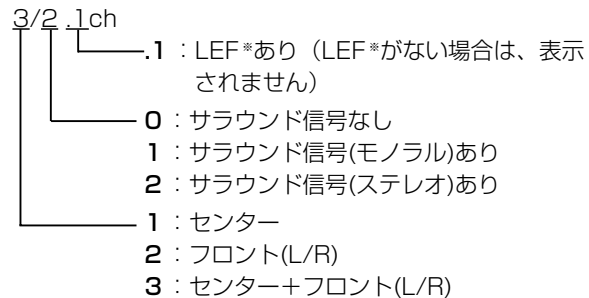 3/2 .1ch
.1：LEF※あり（LEF※がない場合は、表示
されません）
0：サラウンド信号なし
1：サラウンド信号(モノラル)あり
2：サラウンド信号(ステレオ)あり
1：センター
2：フロント(L/R)
3：センター＋フロント(L/R)